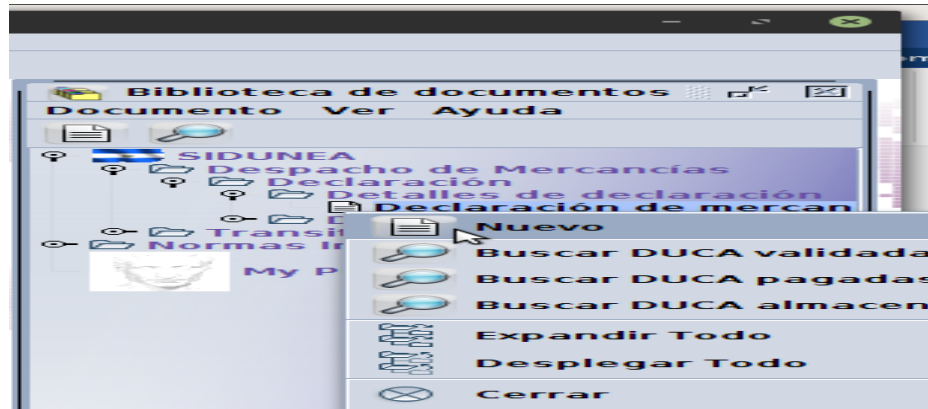 Biblioteca de documentos
Documento Ver Ayuda
SIDUNEA
Despacho de Mercancías
Declaración
Detalles de declaración
Declaración de mercan
Transi
Normas In
My P
Nuevo
Buscar DUCA validada
Buscar DUCA pagadas
Buscar DUCA almacen
Expandir Todo
Desplegar Todo
Cerrar